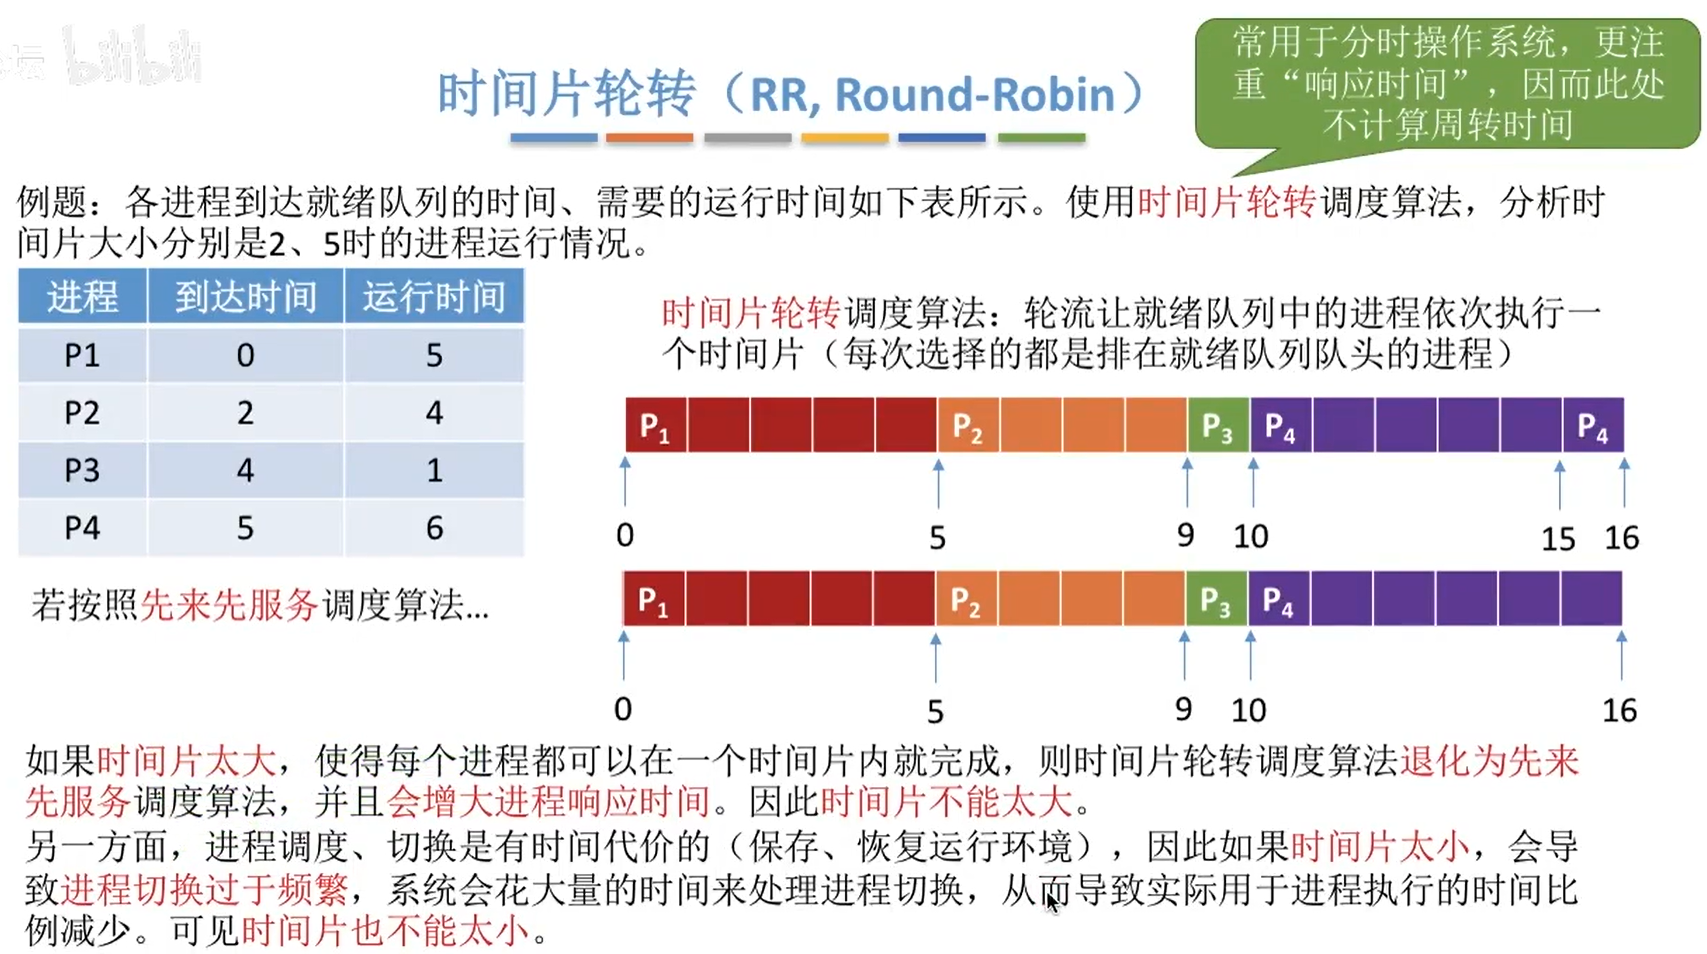 坛 bilibili
常用于分时操作系统，更注
重“响应时间”，因而此处
不计算周转时间
时间片轮转（RR, Round-Robin）
例题：各进程到达就绪队列的时间、需要的运行时间如下表所示。使用时间片轮转调度算法，分析时
间片大小分别是2、5时的进程运行情况。
进程 到达时间 运行时间
P1 0 5
P2 2 4
P3 4 1
P4 5 6
若按照先来先服务调度算法...
时间片轮转调度算法：轮流让就绪队列中的进程依次执行一
个时间片（每次选择的都是排在就绪队列队头的进程）
P₁ P₂ P₃ P₄ P₄
0 5 9 10 15 16
P₁ P₂ P₃ P₄
0 5 9 10 16
如果时间片太大，使得每个进程都可以在一个时间片内就完成，则时间片轮转调度算法退化为先来
先服务调度算法，并且会增大进程响应时间。因此时间片不能太大。
另一方面，进程调度、切换是有时间代价的（保存、恢复运行环境），因此如果时间片太小，会导
致进程切换过于频繁，系统会花大量的时间来处理进程切换，从而导致实际用于进程执行的时间比
例减少。可见时间片也不能太小。